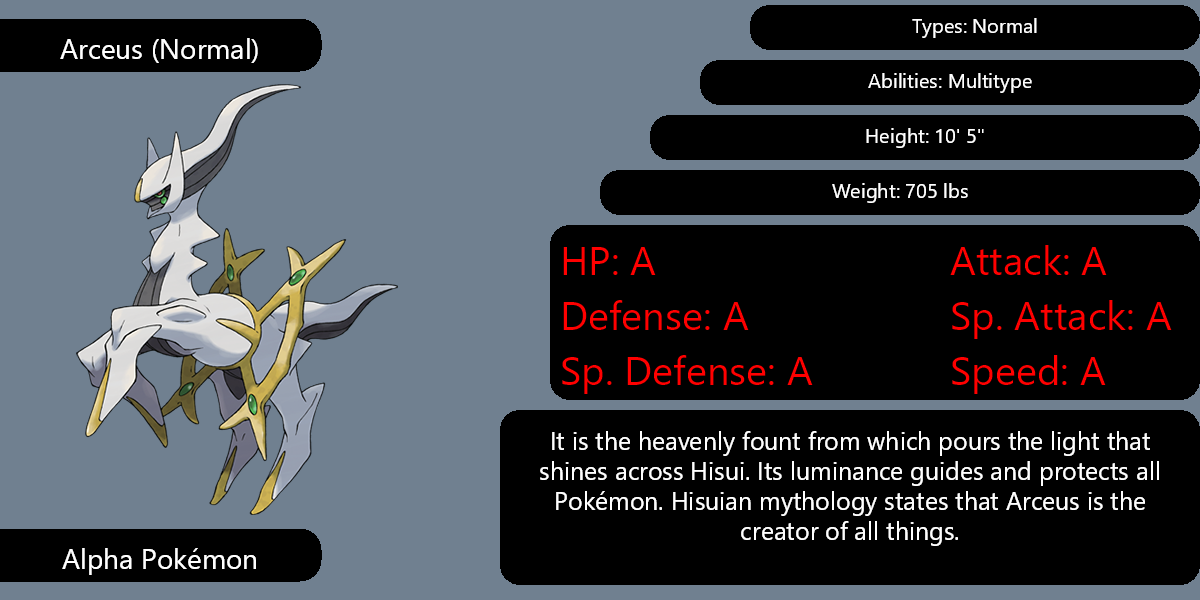 Arceus (Normal)
Types: Normal
Abilities: Multitype
Height: 10' 5"
Weight: 705 lbs
HP: A
Attack: A
Defense: A
Sp. Attack: A
Sp. Defense: A
Speed: A
It is the heavenly fount from which pours the light that
shines across Hisui. Its luminance guides and protects all
Pokémon. Hisuian mythology states that Arceus is the
creator of all things.
Alpha Pokémon